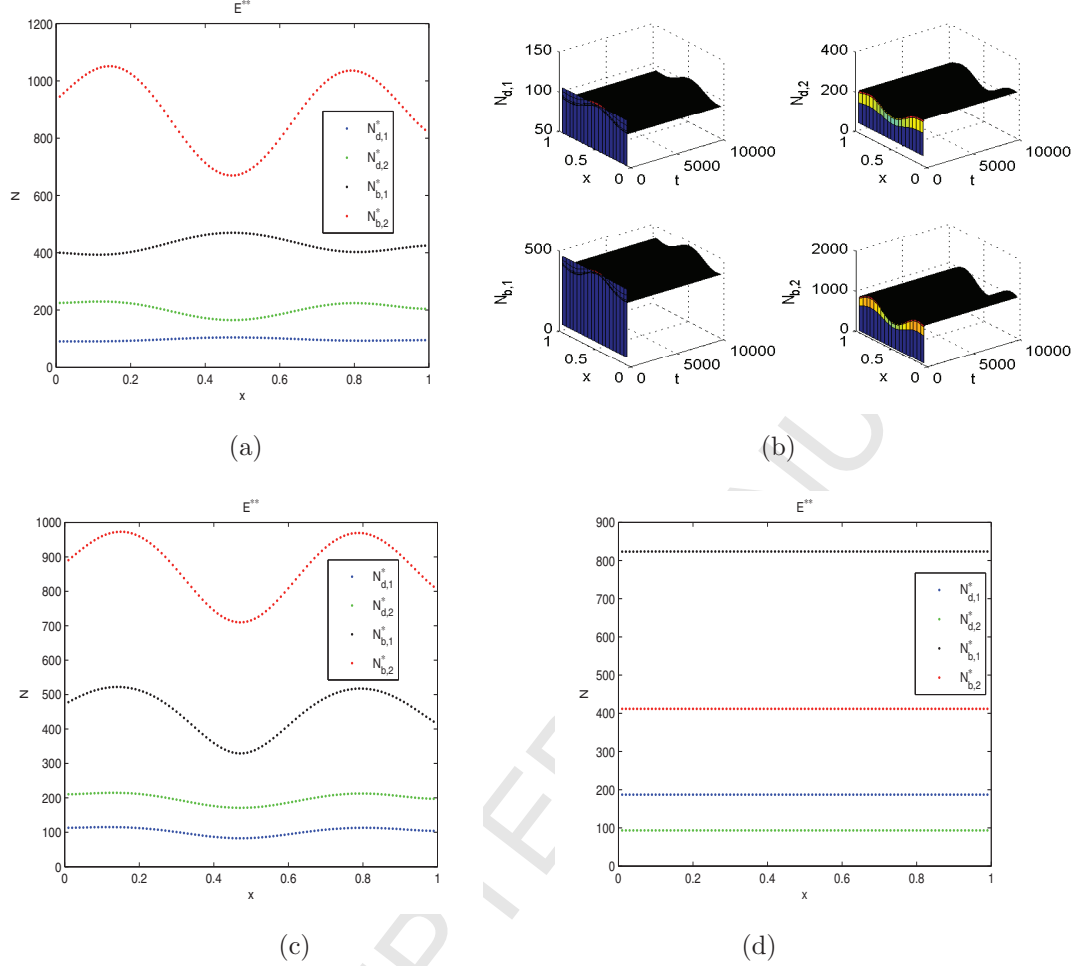 E**
1200
1000
800
600
400
200
0
N
N*d,1
N*d,2
N*b,1
N*b,2
0 0.2 0.4 0.6 0.8 1
x
(a)
150
100
50
Nd,1
1 0.5 0
x
0 5000 10000
t
400
200
0
Nd,2
1 0.5 0
x
0 5000 10000
t
500
0
Nb,1
1 0.5 0
x
0 5000 10000
t
2000
1000
0
Nb,2
1 0.5 0
x
0 5000 10000
t
(b)
E**
1000
900
800
700
600
500
400
300
200
100
0
N
N*d,1
N*d,2
N*b,1
N*b,2
0 0.2 0.4 0.6 0.8 1
x
(c)
E**
900
800
700
600
500
400
300
200
100
0
N
N*d,1
N*d,2
N*b,1
N*b,2
0 0.2 0.4 0.6 0.8 1
x
(d)